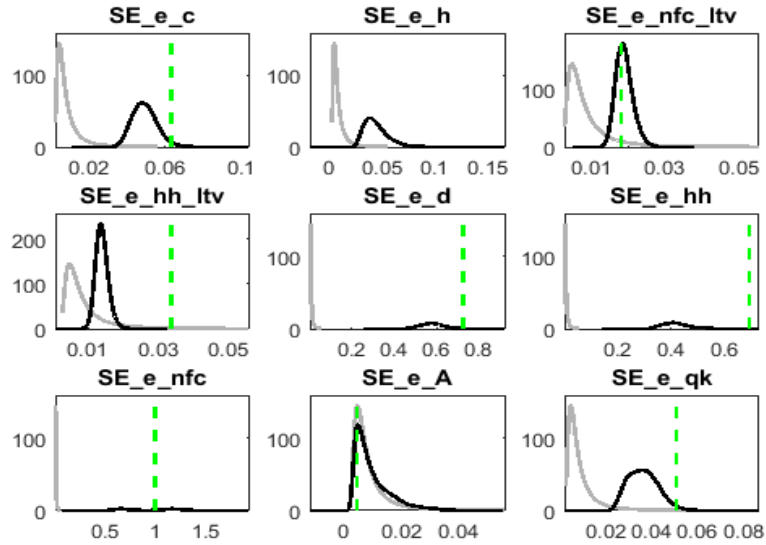 SE_e_c SE_e_h SE_e_nfc_ltv
100 100 100
0 0 0
0.02 0.06 0.1 0 0.05 0.1 0.15 0.01 0.03 0.05
SE_e_hh_ltv SE_e_d SE_e_hh
200
100 100 100
0 0 0
0.01 0.03 0.05 0.2 0.4 0.6 0.8 0.2 0.4 0.6
SE_e_nfc SE_e_A SE_e_qk
100 100 100
0 0 0
0.5 1 1.5 0 0.02 0.04 0.02 0.04 0.06 0.08